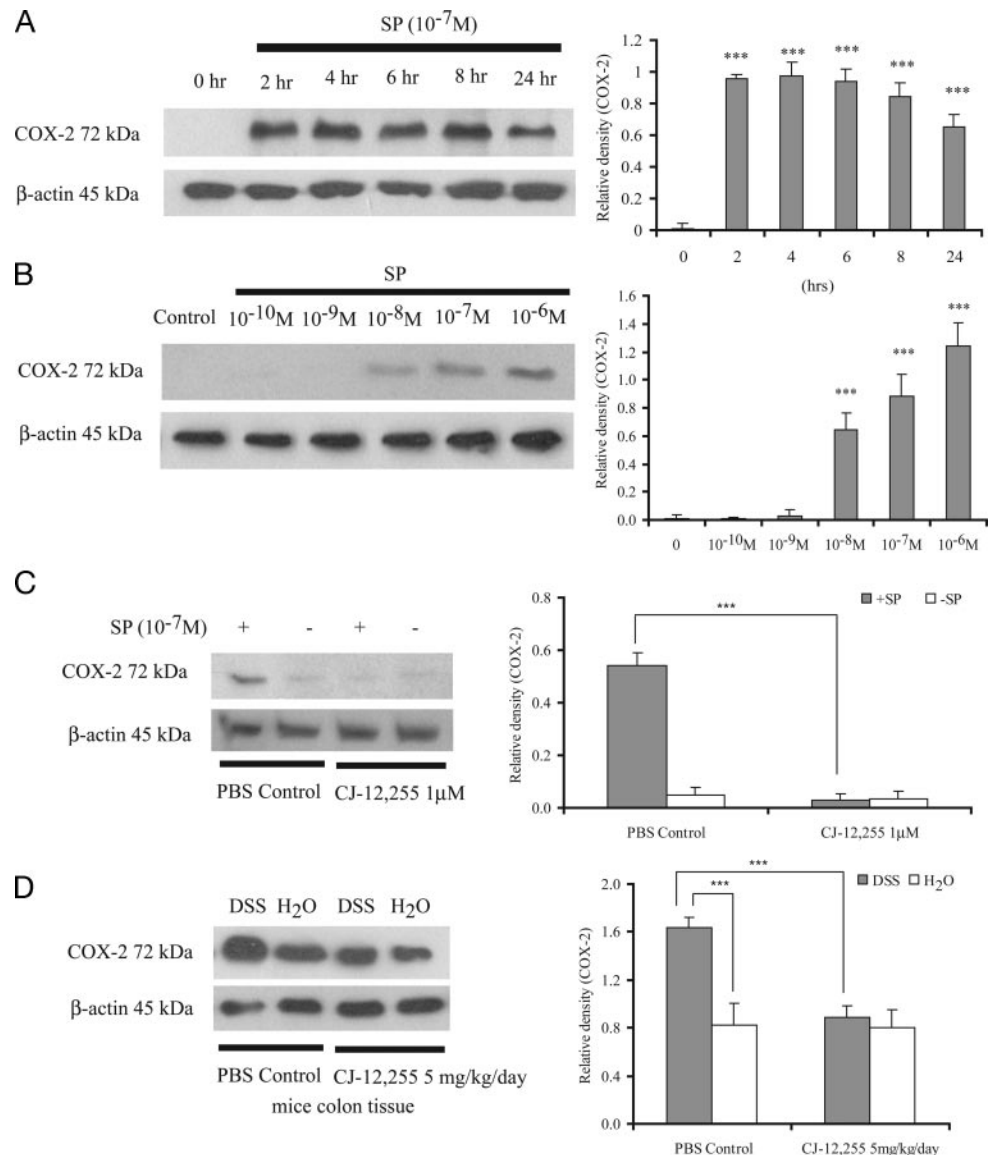 A
SP (10-7M)
0 hr 2 hr 4 hr 6 hr 8 hr 24 hr
COX-2 72 kDa
β-actin 45 kDa
Relative density (COX-2)
1.2
1
0.8
0.6
0.4
0.2
0
*** *** *** *** ***
0 2 4 6 8 24
(hrs)
B
SP
Control 10-10M 10-9M 10-8M 10-7M 10-6M
COX-2 72 kDa
β-actin 45 kDa
Relative density (COX-2)
1.6
1.4
1.2
1.0
0.8
0.6
0.4
0.2
0.0
*** *** ***
0 10-10M 10-9M 10-8M 10-7M 10-6M
C
SP (10-7M) + - + -
COX-2 72 kDa
β-actin 45 kDa
PBS Control CJ-12,255 1μM
Relative density (COX-2)
0.8
0.6
0.4
0.2
0.0
***
+SP -SP
PBS Control CJ-12,255 1μM
D
DSS H2O DSS H2O
COX-2 72 kDa
β-actin 45 kDa
PBS Control CJ-12,255 5 mg/kg/day
mice colon tissue
Relative density (COX-2)
2.0
1.6
1.2
0.8
0.4
0.0
***
***
DSS H2O
PBS Control CJ-12,255 5mg/kg/day